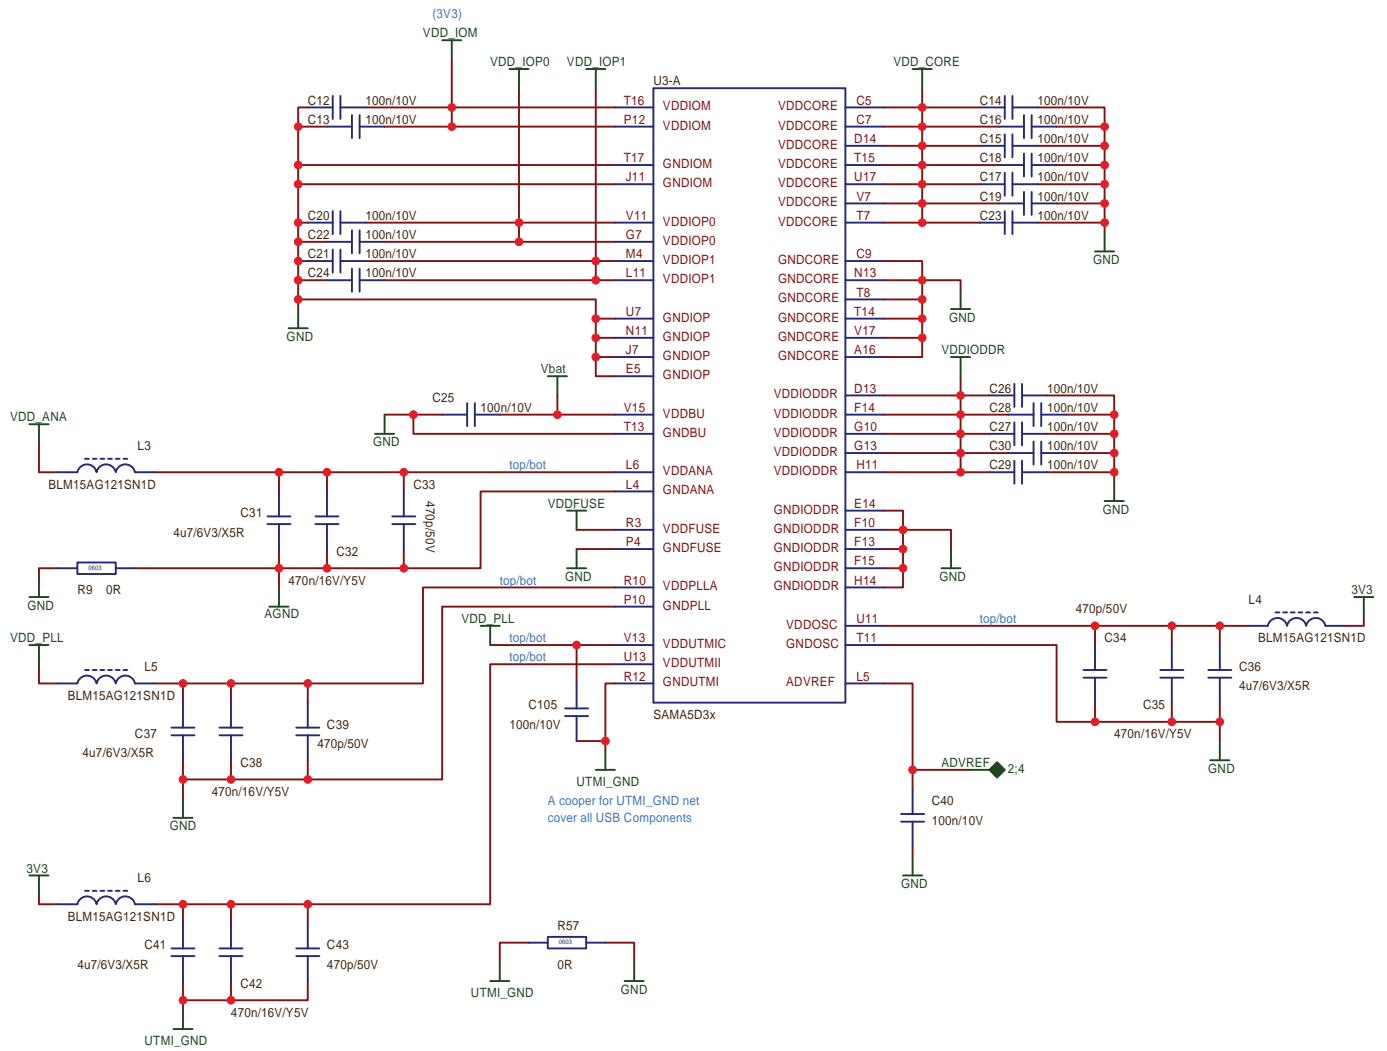 (3V3)
VDD_IOM
VDD_IOP0
VDD_IOP1
VDD_CORE
U3-A
C12 100n/10V T16 VDDIOM
C13 100n/10V P12 VDDIOM
T17 GNDIOM
J11 GNDIOM
C20 100n/10V V11 VDDIOP0
C22 100n/10V G7 VDDIOP0
C21 100n/10V M4 VDDIOP1
C24 100n/10V L11 VDDIOP1
GND
U7 GNDIOP
N11 GNDIOP
J7 GNDIOP
E5 GNDIOP
Vbat
C25 100n/10V V15 VDDBU
GND
T13 GNDBU
VDD_ANA
L3
BLM15AG121SN1D
top/bot L6 VDDANA
L4 GNDANA
C31
4u7/6V3/X5R
C32
470n/16V/Y5V
C33
470p/50V
VDDFUSE
R3 VDDFUSE
P4 GNDFUSE
GND
R9 0R
0603
GND
AGND
top/bot R10 VDDPLLA
P10 GNDPLL
VDD_PLL
top/bot V13 VDDUTMIC
top/bot U13 VDDUTMII
R12 GNDUTMI
VDD_PLL
L5
BLM15AG121SN1D
C37
4u7/6V3/X5R
C38
470n/16V/Y5V
C39
470p/50V
GND
C105
100n/10V
UTMI_GND
A cooper for UTMI_GND net
cover all USB Components
SAMA5D3x
VDDCORE C5 C14 100n/10V
VDDCORE C7 C16 100n/10V
VDDCORE D14 C15 100n/10V
VDDCORE T15 C18 100n/10V
VDDCORE U17 C17 100n/10V
VDDCORE V7 C19 100n/10V
VDDCORE T7 C23 100n/10V
GND
GNDCORE C9
GNDCORE N13
GNDCORE T8
GNDCORE T14
GNDCORE V17
GNDCORE A16
GND
VDDIODDR
VDDIODDR D13 C26 100n/10V
VDDIODDR F14 C28 100n/10V
VDDIODDR G10 C27 100n/10V
VDDIODDR G13 C30 100n/10V
VDDIODDR H11 C29 100n/10V
GND
GNDIODDR E14
GNDIODDR F10
GNDIODDR F13
GNDIODDR F15
GNDIODDR H14
GND
VDDOSC U11 top/bot
GNDOSC T11
ADVREF L5
470p/50V
C34
C35
470n/16V/Y5V
C36
4u7/6V3/X5R
L4
BLM15AG121SN1D
3V3
GND
ADVREF 2;4
C40
100n/10V
GND
3V3
L6
BLM15AG121SN1D
C41
4u7/6V3/X5R
C42
470n/16V/Y5V
C43
470p/50V
UTMI_GND
R57
0603
0R
UTMI_GND
GND